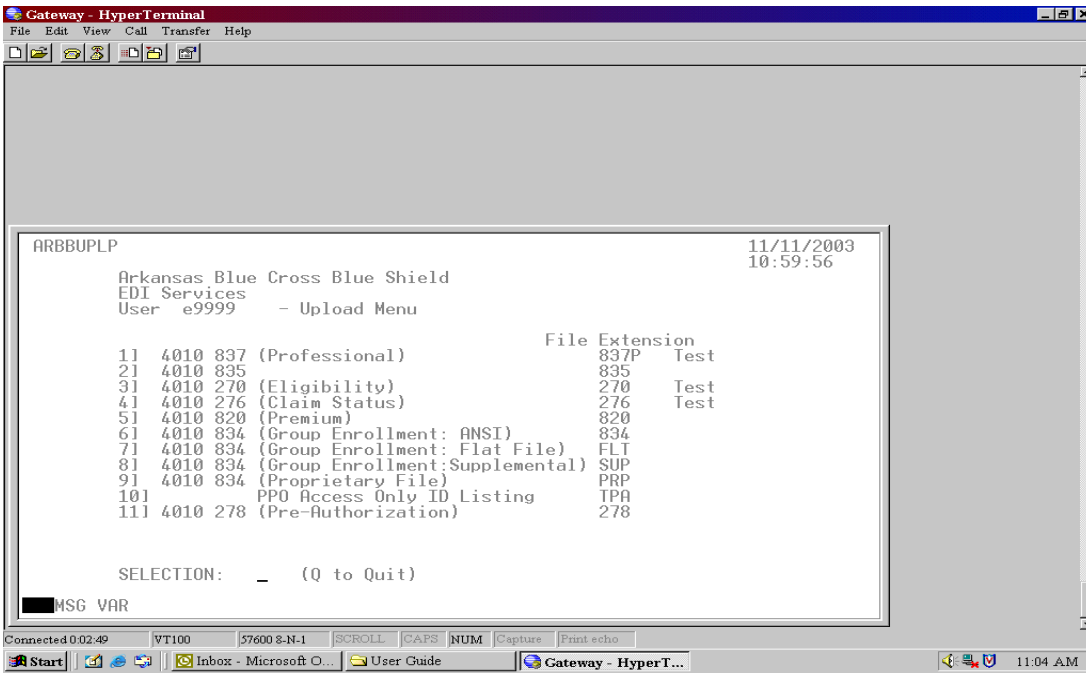 Gateway - HyperTerminal
File Edit View Call Transfer Help
ARBBUPLP 11/11/2003
10:59:56
Arkansas Blue Cross Blue Shield
EDI Services
User e9999 - Upload Menu
File Extension
1] 4010 837 (Professional) 837P Test
2] 4010 835 835
3] 4010 270 (Eligibility) 270 Test
4] 4010 276 (Claim Status) 276 Test
5] 4010 820 (Premium) 820
6] 4010 834 (Group Enrollment: ANSI) 834
7] 4010 834 (Group Enrollment: Flat File) FLT
8] 4010 834 (Group Enrollment:Supplemental) SUP
9] 4010 834 (Proprietary File) PRP
10] PPO Access Only ID Listing TPA
11] 4010 278 (Pre-Authorization) 278
SELECTION: _ (Q to Quit)
MSG VAR
Connected 0:02:49 VT100 57600 8-N-1 SCROLL CAPS NUM Capture Print echo
Start Inbox - Microsoft O... User Guide Gateway - HyperT... 11:04 AM